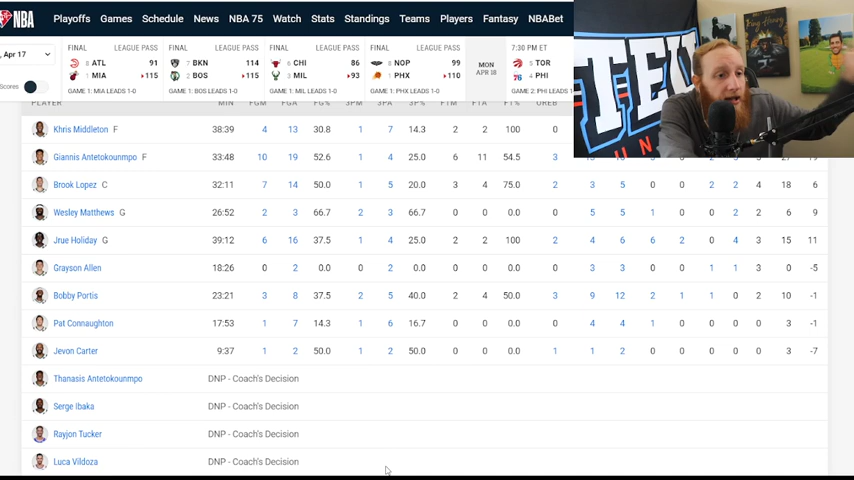 NBA Playoffs Games Schedule News NBA 75 Watch Stats Standings Teams Players Fantasy NBABet
, Apr 17
Scores
FINAL LEAGUE PASS
8 ATL 91
1 MIA 115
GAME 1: MIA LEADS 1-0
FINAL LEAGUE PASS
7 BKN 114
2 BOS 115
GAME 1: BOS LEADS 1-0
FINAL LEAGUE PASS
6 CHI 86
3 MIL 93
GAME 1: MIL LEADS 1-0
FINAL LEAGUE PASS
8 NOP 99
1 PHX 110
GAME 1: PHX LEADS 1-0
MON
APR 18
7:30 PM ET
5 TOR
4 PHI
GAME 2: PHI LEADS
PLAYER MIN FGM FGA FG% 3PM 3PA 3P% FTM FTA FT% OREB
Khris Middleton F 38:39 4 13 30.8 1 7 14.3 2 2 100 0
Giannis Antetokounmpo F 33:48 10 19 52.6 1 4 25.0 6 11 54.5 3
Brook Lopez C 32:11 7 14 50.0 1 5 20.0 3 4 75.0 2 3 5 0 0 2 2 4 18 6
Wesley Matthews G 26:52 2 3 66.7 2 3 66.7 0 0 0.0 0 5 5 1 0 0 2 2 6 9
Jrue Holiday G 39:12 6 16 37.5 1 4 25.0 2 2 100 2 4 6 6 2 0 4 3 15 11
Grayson Allen 18:26 0 2 0.0 0 2 0.0 0 0 0.0 0 3 3 0 0 1 1 3 0 -5
Bobby Portis 23:21 3 8 37.5 2 5 40.0 2 4 50.0 3 9 12 2 1 1 0 2 10 -1
Pat Connaughton 17:53 1 7 14.3 1 6 16.7 0 0 0.0 0 4 4 1 0 0 0 0 3 -1
Jevon Carter 9:37 1 2 50.0 1 2 50.0 0 0 0.0 1 1 2 0 0 0 0 0 3 -7
Thanasis Antetokounmpo DNP - Coach's Decision
Serge Ibaka DNP - Coach's Decision
Rayjon Tucker DNP - Coach's Decision
Luca Vildoza DNP - Coach's Decision